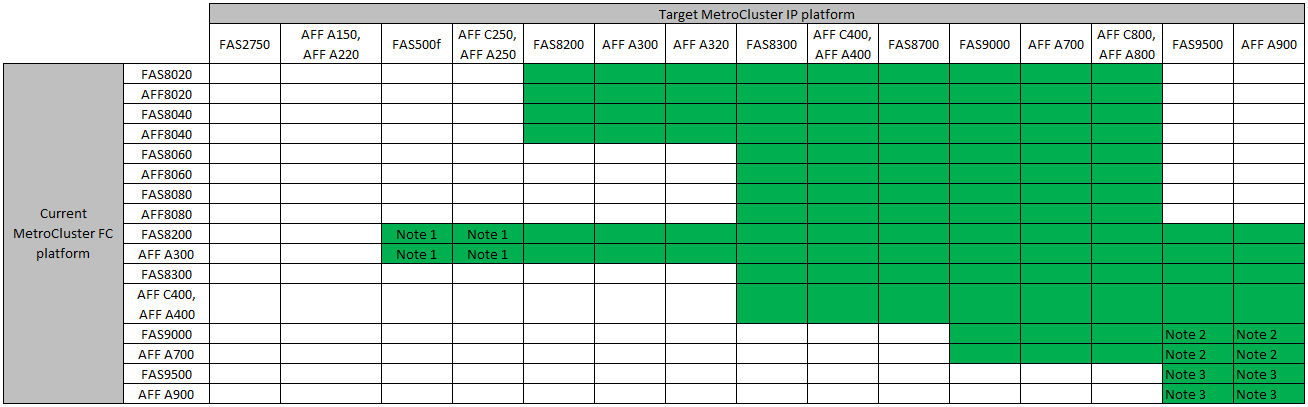 Target MetroCluster IP platform
FAS2750
AFF A150,
AFF A220
FAS500f
AFF C250,
AFF A250
FAS8200
AFF A300
AFF A320
FAS8300
AFF C400,
AFF A400
FAS8700
FAS9000
AFF A700
AFF C800,
AFF A800
FAS9500
AFF A900
Current
MetroCluster FC
platform
FAS8020
AFF8020
FAS8040
AFF8040
FAS8060
AFF8060
FAS8080
AFF8080
FAS8200 Note 1 Note 1
AFF A300 Note 1 Note 1
FAS8300
AFF C400,
AFF A400
FAS9000 Note 2 Note 2
AFF A700 Note 2 Note 2
FAS9500 Note 3 Note 3
AFF A900 Note 3 Note 3